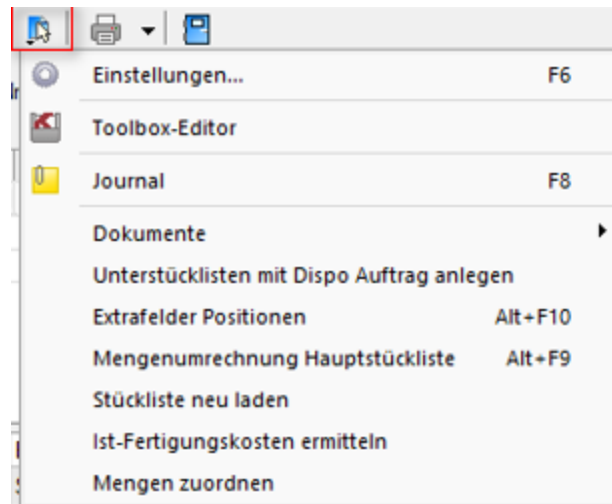 Einstellungen... F6
Toolbox-Editor
Journal F8
Dokumente
Unterstücklisten mit Dispo Auftrag anlegen
Extrafelder Positionen Alt+F10
Mengenumrechnung Hauptstückliste Alt+F9
Stückliste neu laden
Ist-Fertigungskosten ermitteln
Mengen zuordnen